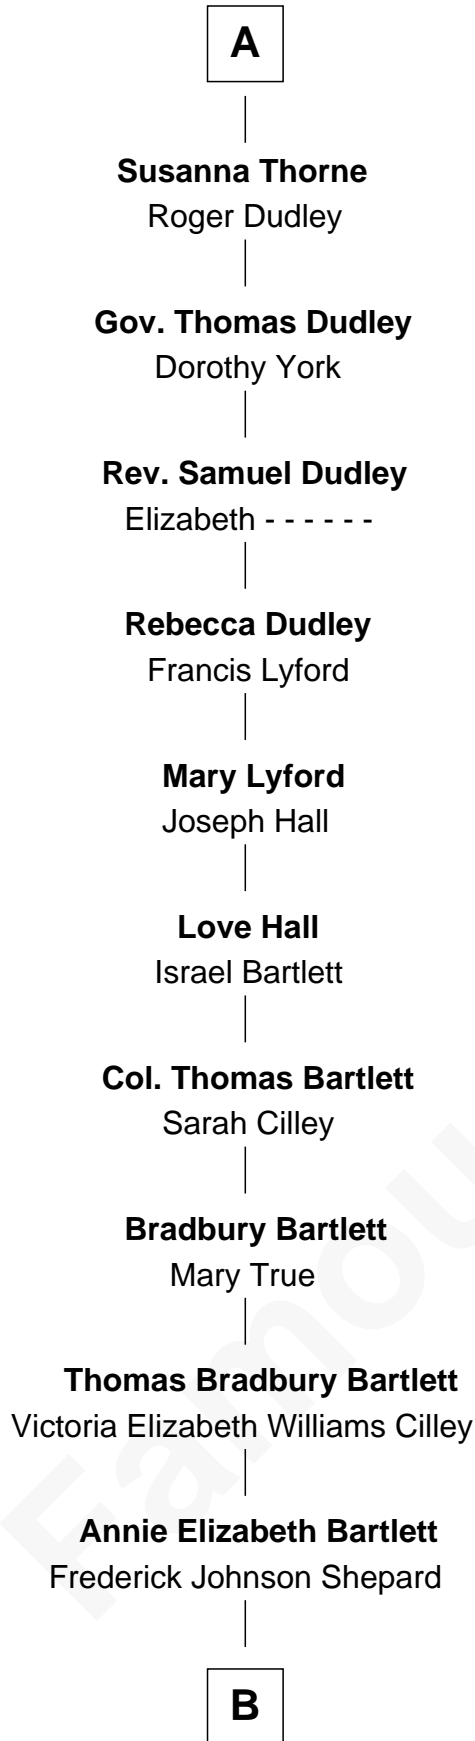 A
Susanna Thorne
Roger Dudley
Gov. Thomas Dudley
Dorothy York
Rev. Samuel Dudley
Elizabeth - - - - - -
Rebecca Dudley
Francis Lyford
Mary Lyford
Joseph Hall
Love Hall
Israel Bartlett
Col. Thomas Bartlett
Sarah Cilley
Bradbury Bartlett
Mary True
Thomas Bradbury Bartlett
Victoria Elizabeth Williams Cilley
Annie Elizabeth Bartlett
Frederick Johnson Shepard
B